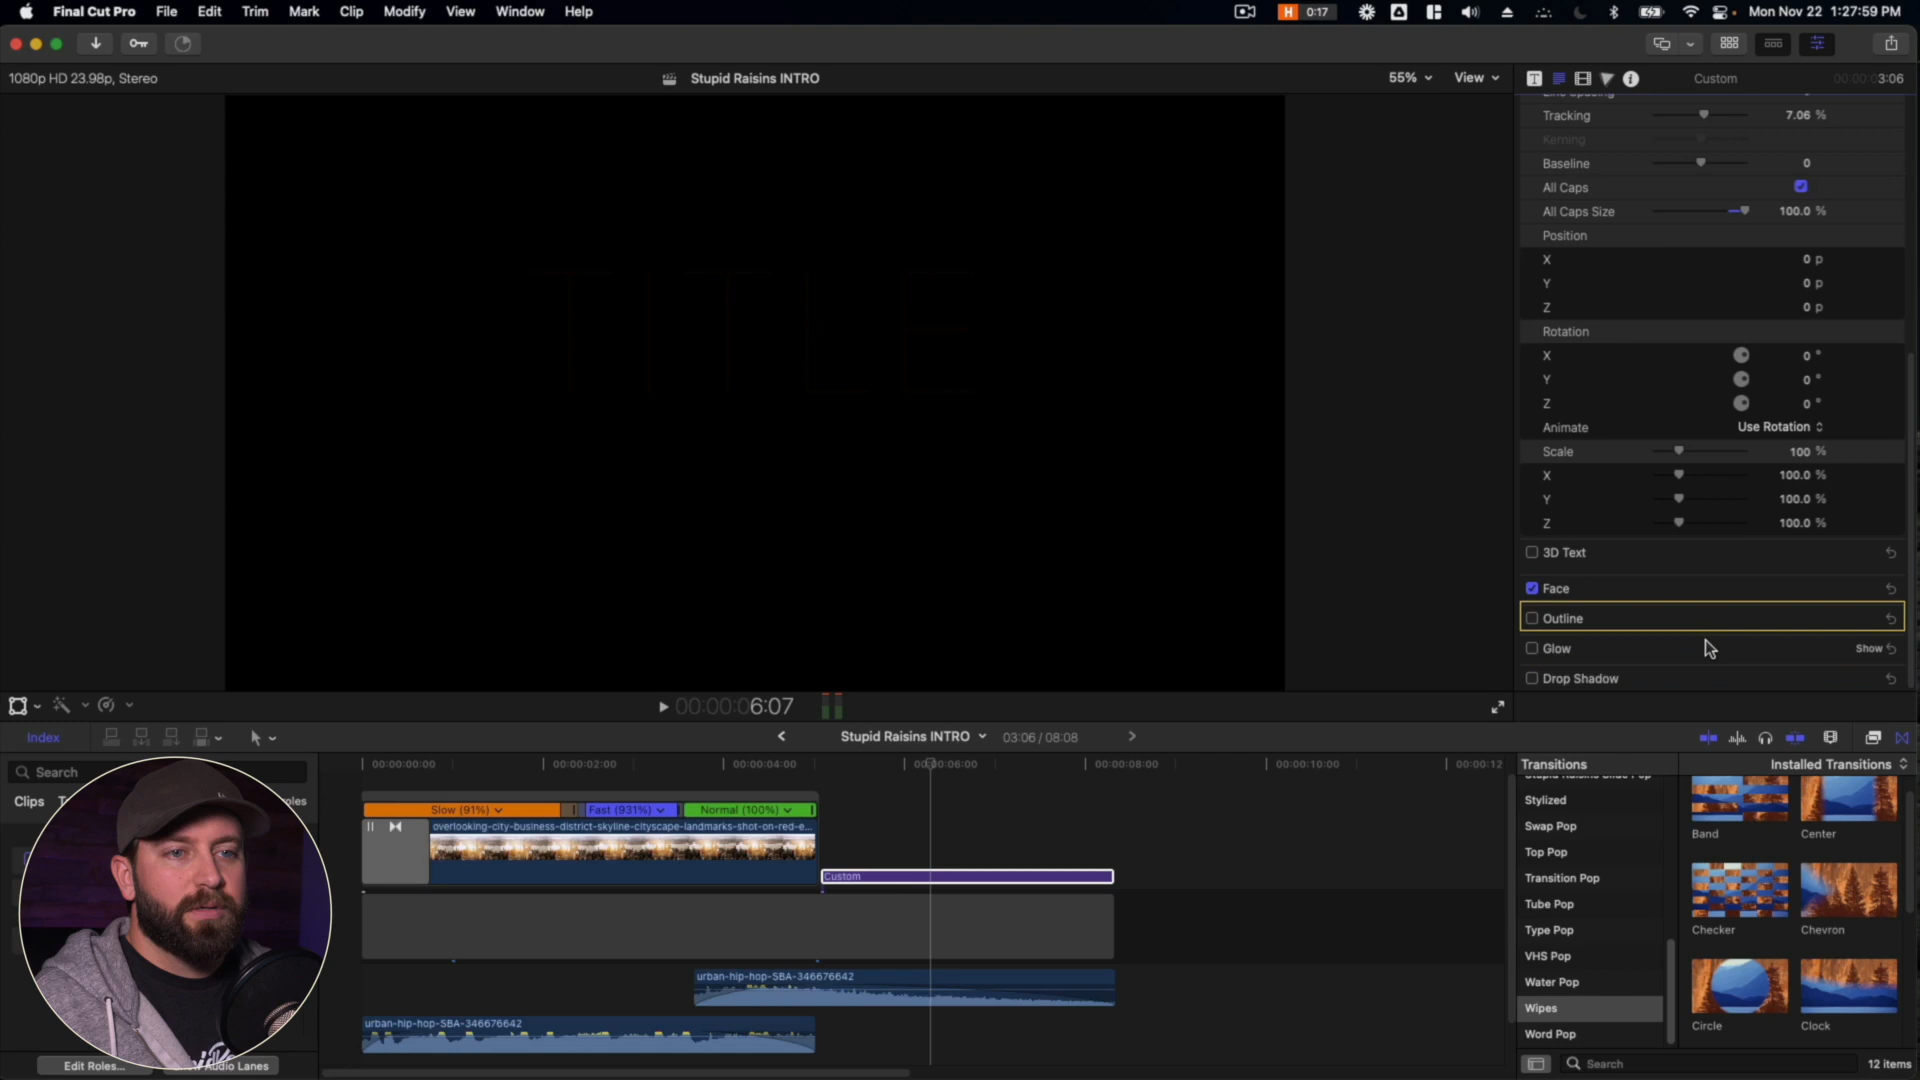 Final Cut Pro File Edit Trim Mark Clip Modify View Window Help
H 0:17 Mon Nov 22 1:27:59 PM
1080p HD 23.98p, Stereo
Stupid Raisins INTRO
55% View
Custom
00:00:00 3:06
Line Spacing
Tracking 7.06 %
Kerning
Baseline 0
All Caps
All Caps Size 100.0 %
Position
X 0 p
Y 0 p
Z 0 p
Rotation
X 0 °
Y 0 °
Z 0 °
Animate Use Rotation
Scale 100 %
X 100.0 %
Y 100.0 %
Z 100.0 %
3D Text
Face
Outline
Glow Show
Drop Shadow
TITLE
00:00:06:07
Index
Stupid Raisins INTRO 03:06 / 08:08
Search
Clips
00:00:00:00 00:00:02:00 00:00:04:00 00:00:06:00 00:00:08:00 00:00:10:00 00:00:12
Slow (91%) Fast (931%) Normal (100%)
overlooking-city-business-district-skyline-cityscape-landmarks-shot-on-red-e...
Custom
urban-hip-hop-SBA-346676642
urban-hip-hop-SBA-346676642
Edit Roles... Audio Lanes
Transitions Installed Transitions
Stylized
Swap Pop
Top Pop
Transition Pop
Tube Pop
Type Pop
VHS Pop
Water Pop
Wipes
Word Pop
Band Center
Checker Chevron
Circle Clock
Search 12 items